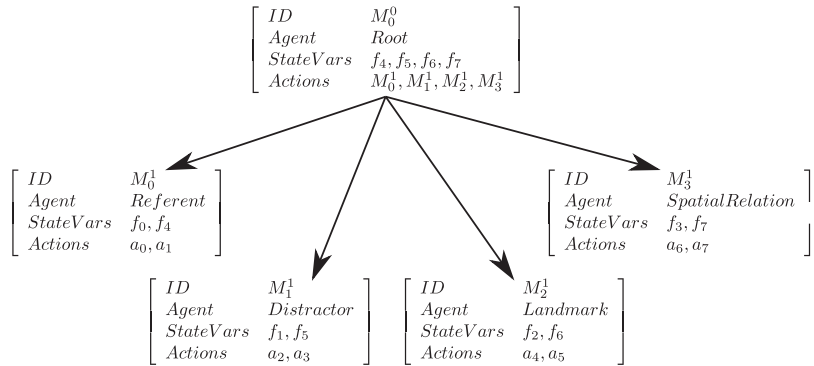 ID M_0^0
Agent Root
StateVars f_4, f_5, f_6, f_7
Actions M_0^1, M_1^1, M_2^1, M_3^1
ID M_0^1
Agent Referent
StateVars f_0, f_4
Actions a_0, a_1
ID M_3^1
Agent SpatialRelation
StateVars f_3, f_7
Actions a_6, a_7
ID M_1^1
Agent Distractor
StateVars f_1, f_5
Actions a_2, a_3
ID M_2^1
Agent Landmark
StateVars f_2, f_6
Actions a_4, a_5